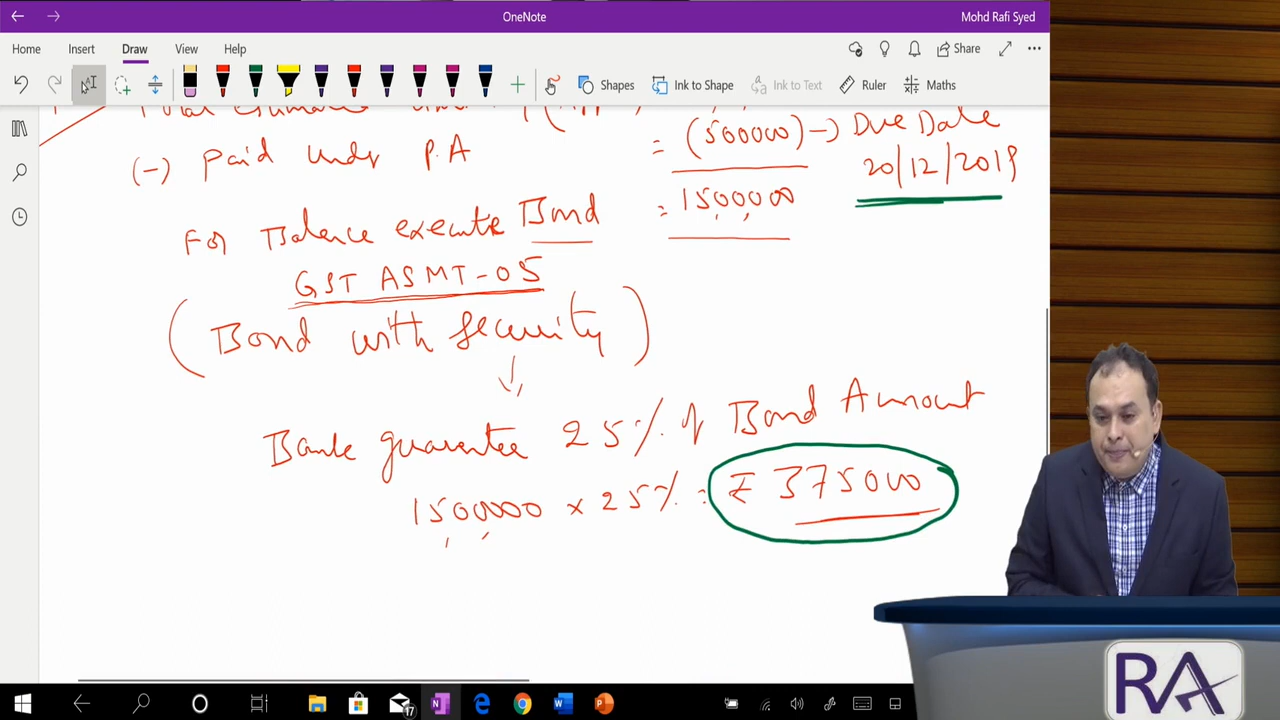 OneNote
Mohd Rafi Syed
Home Insert Draw View Help Share
Shapes Ink to Shape Ink to Text Ruler Maths
Total
(-) Paid under P.A = (500000) → Due Date
20/12/2019
= 1500000
For Balance execute Bond
GST ASMT-05
(Bond with Security)
Bank guarantee 25% of Bond Amount
1500000 x 25% = ₹ 375000
RA
17